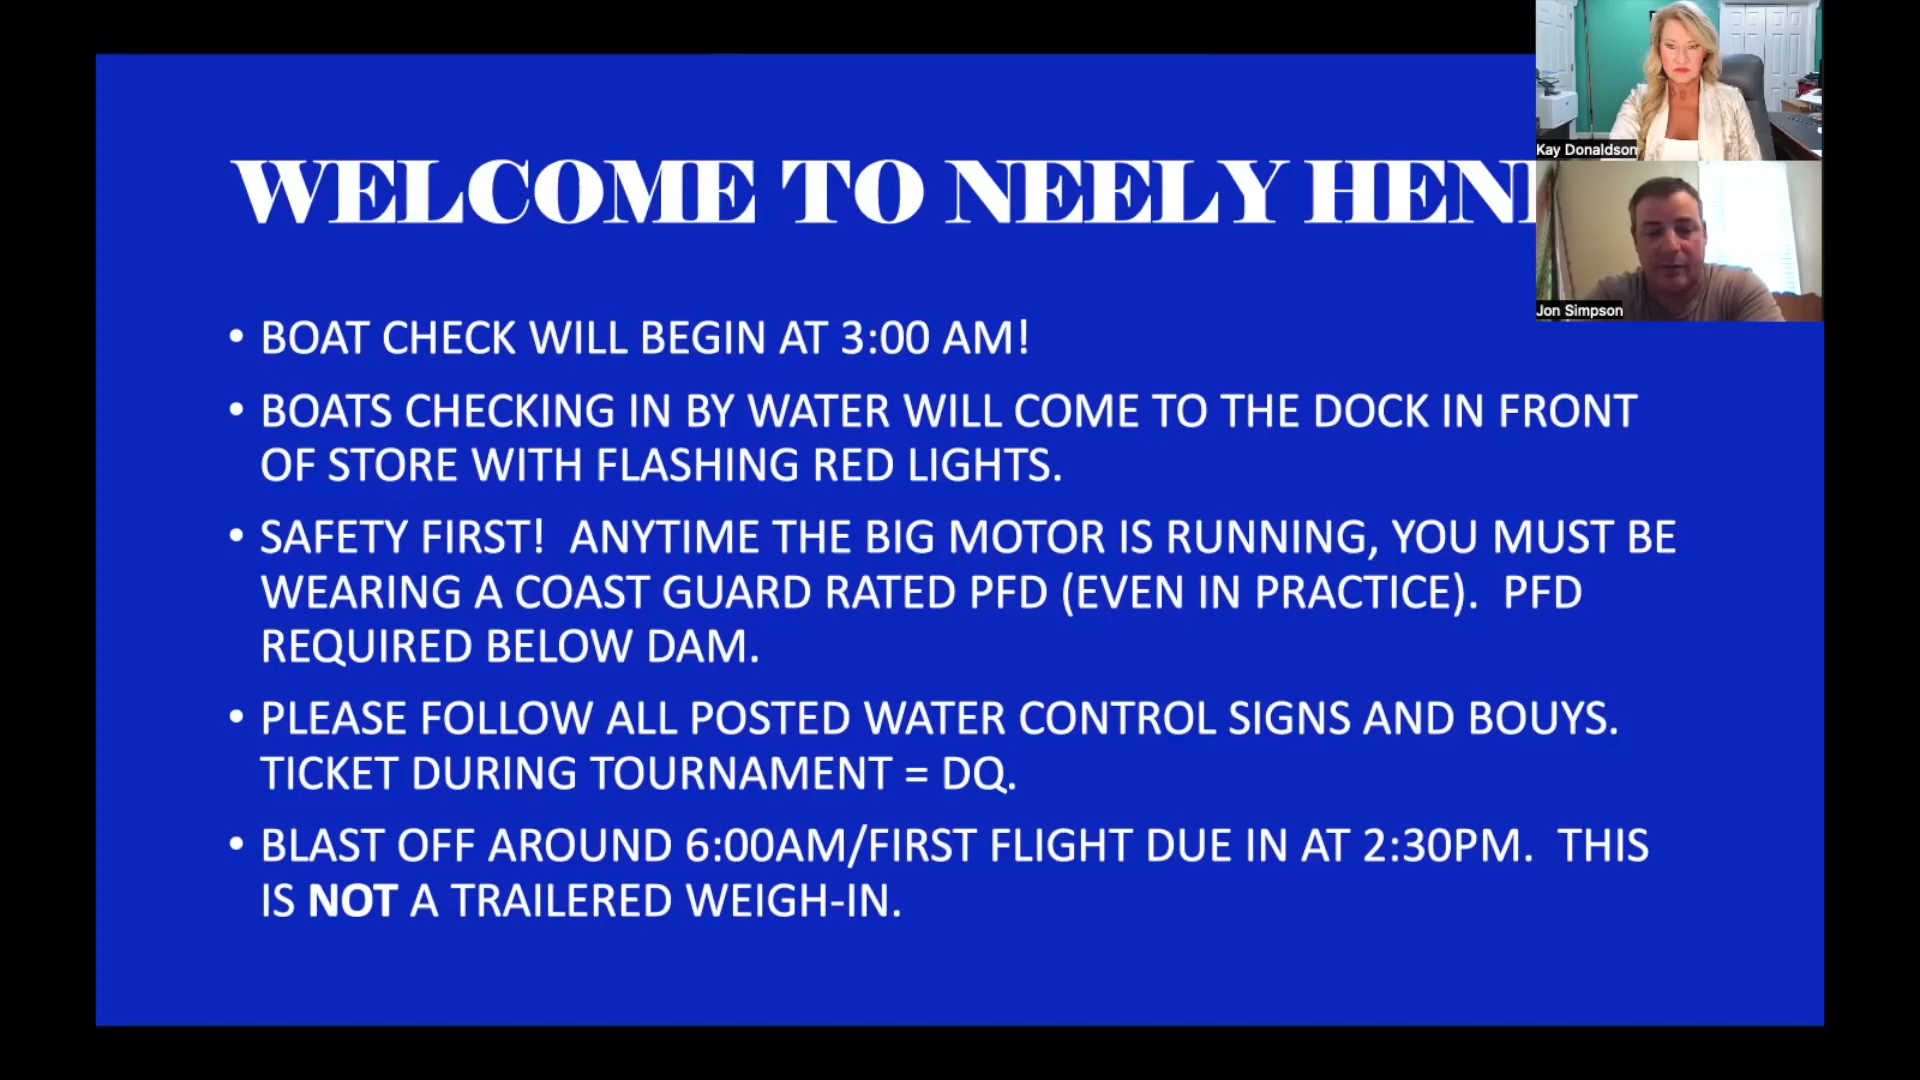 WELCOME TO NEELY HEN
Kay Donaldson
Jon Simpson
• BOAT CHECK WILL BEGIN AT 3:00 AM!
• BOATS CHECKING IN BY WATER WILL COME TO THE DOCK IN FRONT
OF STORE WITH FLASHING RED LIGHTS.
• SAFETY FIRST!  ANYTIME THE BIG MOTOR IS RUNNING, YOU MUST BE
WEARING A COAST GUARD RATED PFD (EVEN IN PRACTICE).  PFD
REQUIRED BELOW DAM.
• PLEASE FOLLOW ALL POSTED WATER CONTROL SIGNS AND BOUYS.
TICKET DURING TOURNAMENT = DQ.
• BLAST OFF AROUND 6:00AM/FIRST FLIGHT DUE IN AT 2:30PM.  THIS
IS NOT A TRAILERED WEIGH-IN.